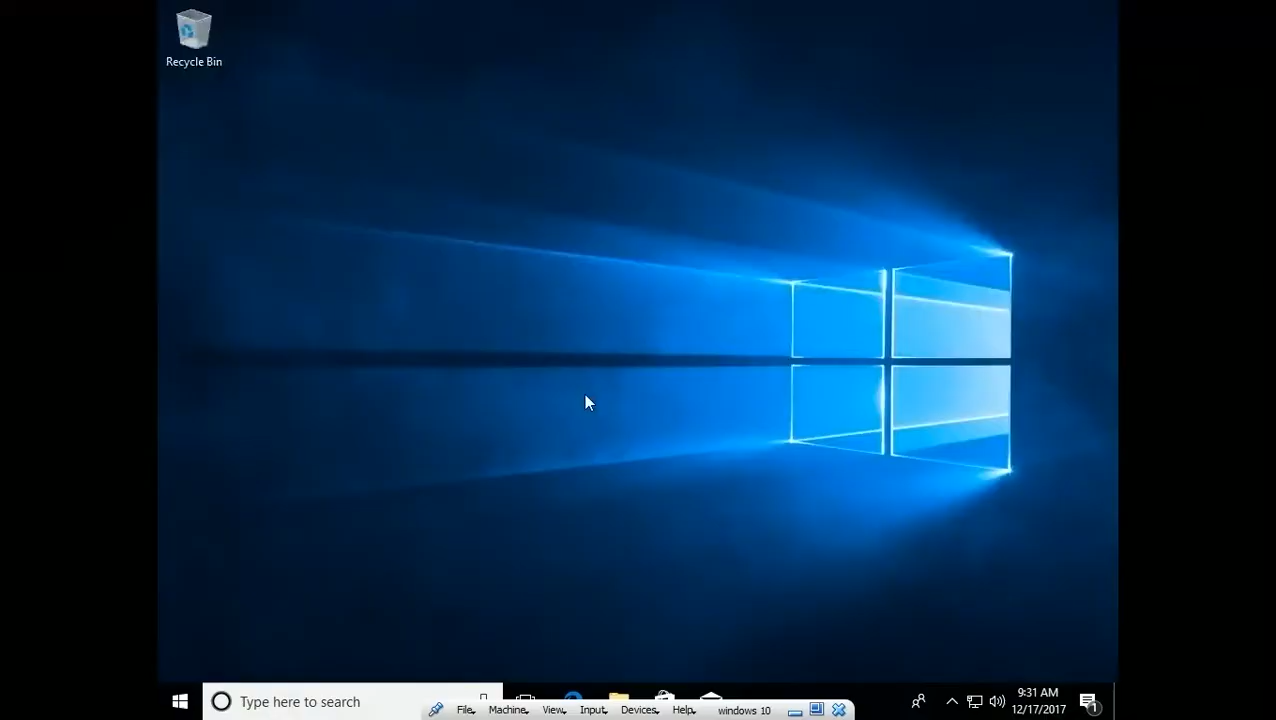 Recycle Bin
Type here to search
File
Machine
View
Input
Devices
Help
windows 10
9:31 AM
12/17/2017
1